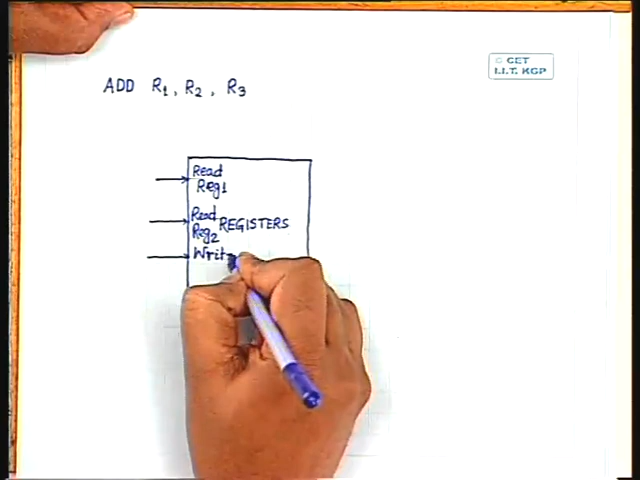 © CET
I.I.T. KGP
ADD R1, R2, R3
Read
Reg1
Read
Reg2
REGISTERS
Writ